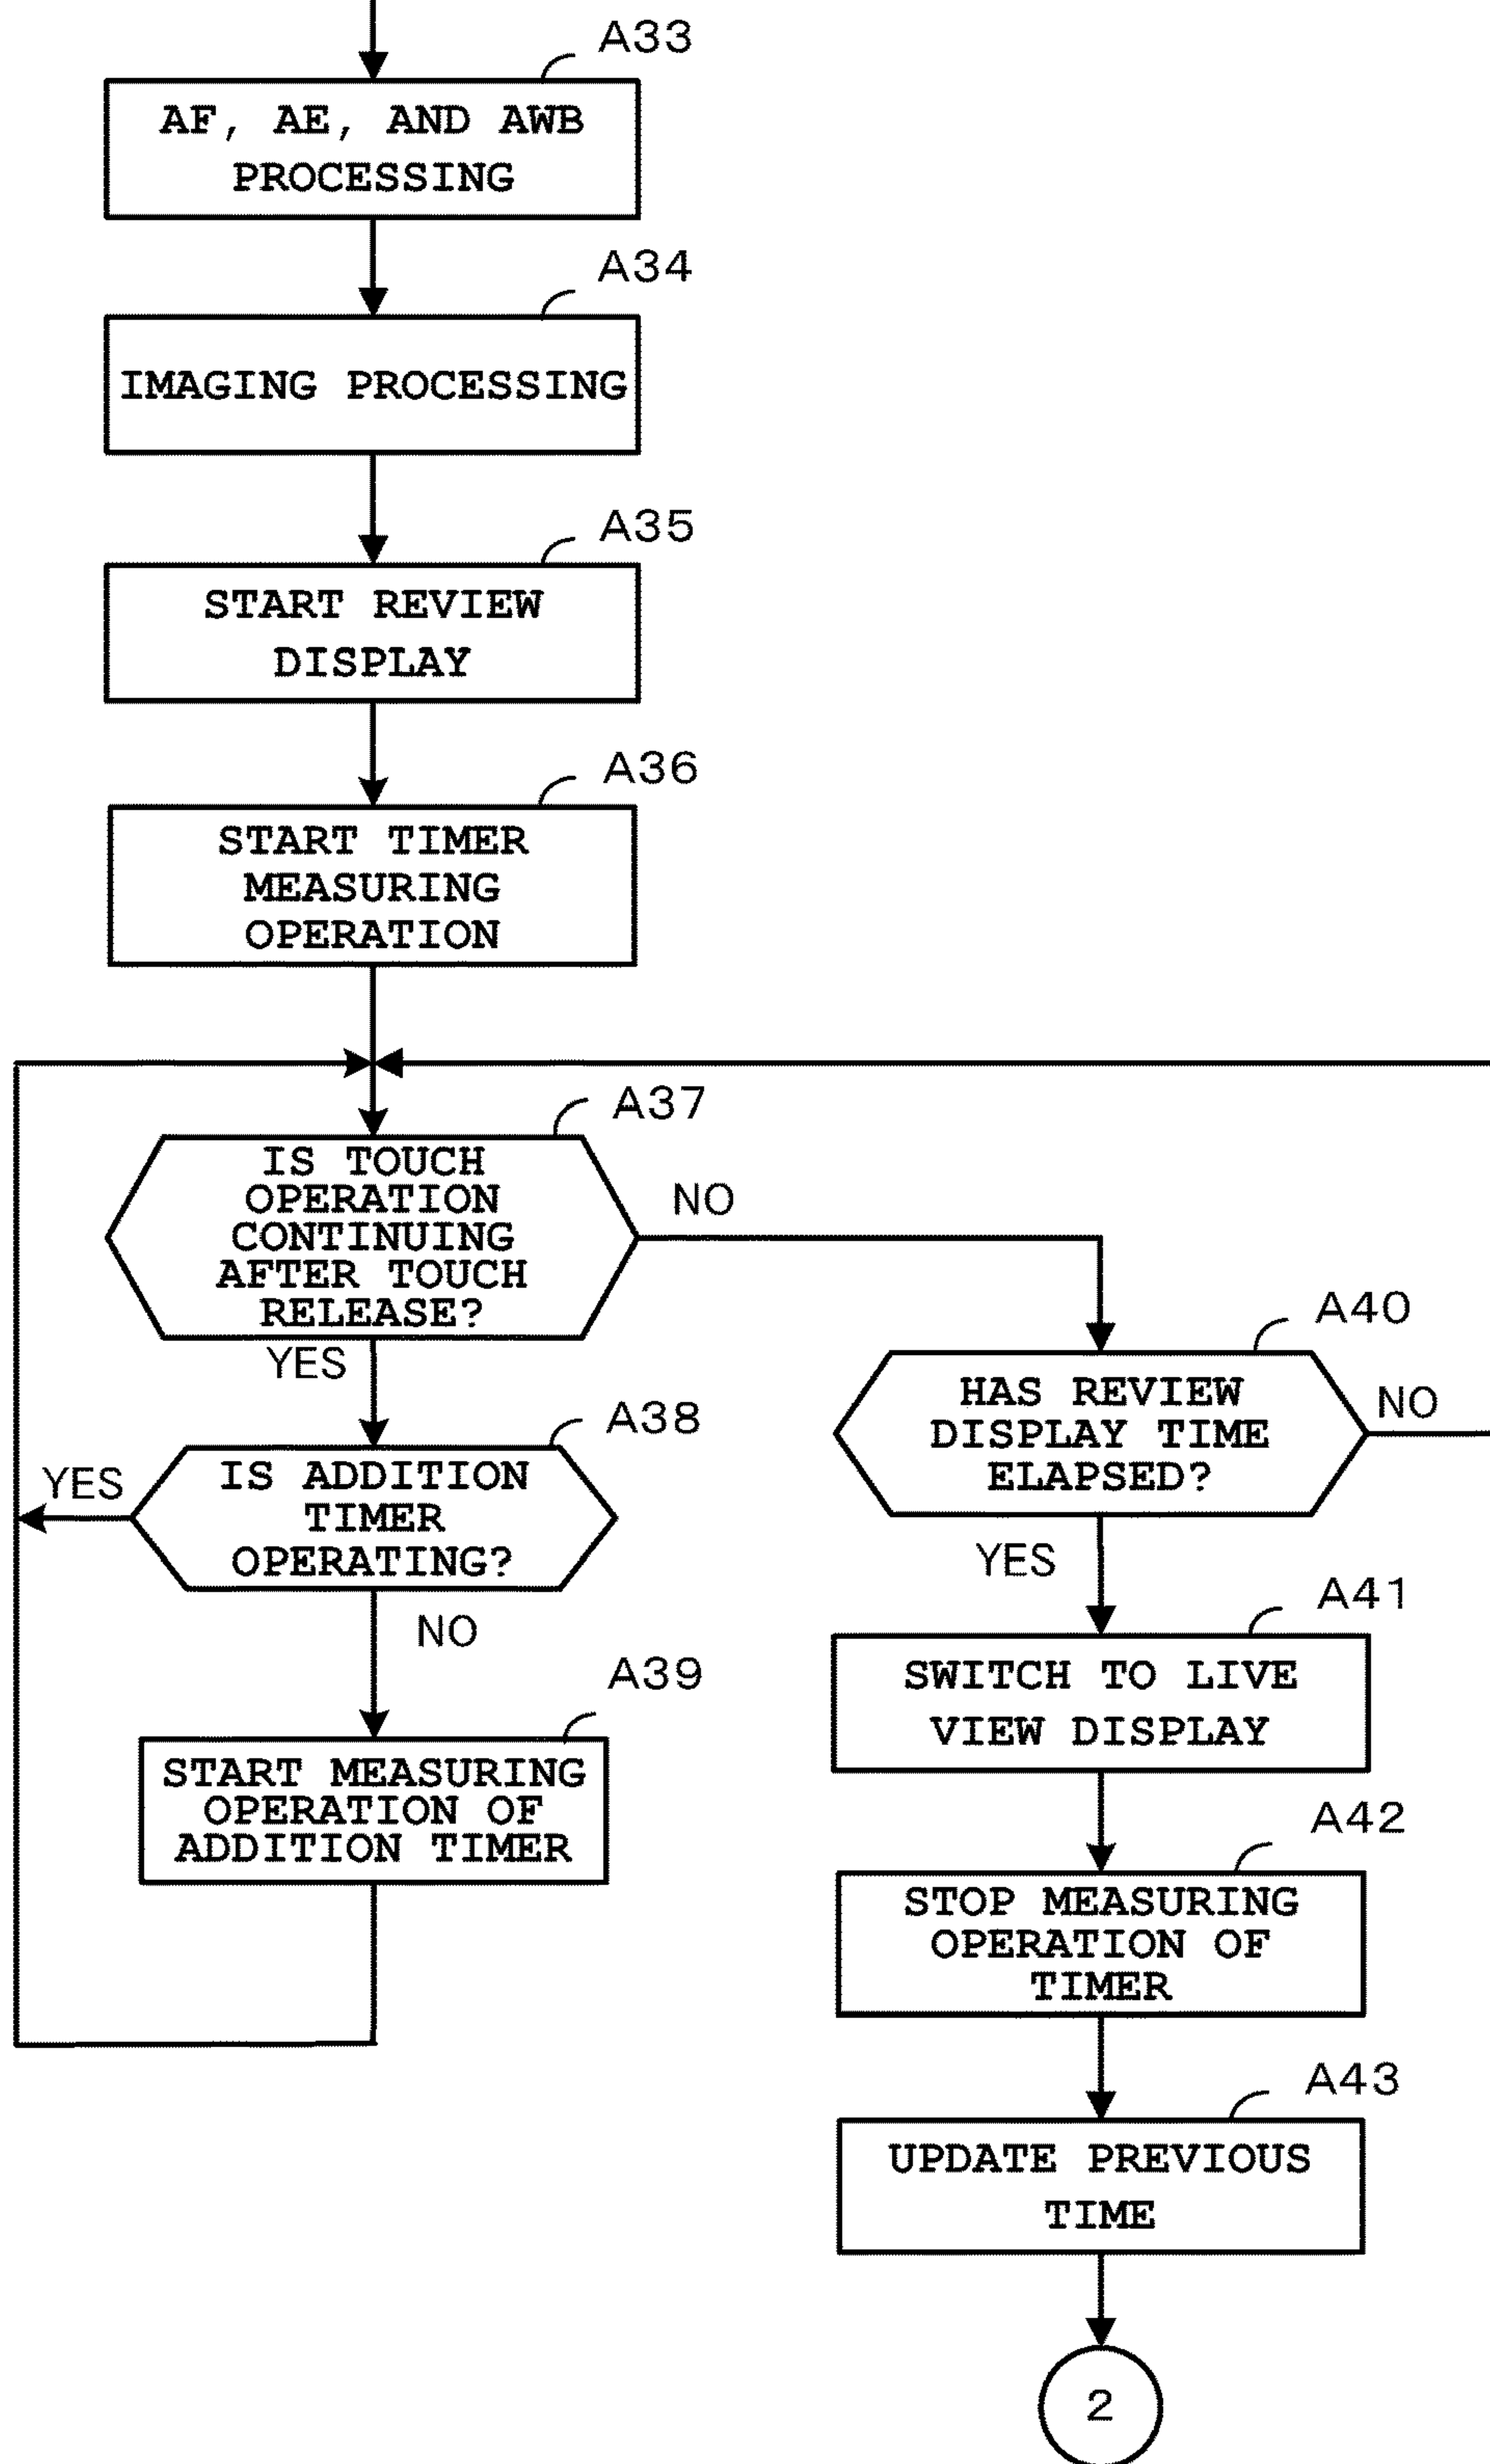 A33
AF, AE, AND AWB
PROCESSING
A34
IMAGING PROCESSING
A35
START REVIEW
DISPLAY
A36
START TIMER
MEASURING
OPERATION
A37
IS TOUCH
OPERATION
CONTINUING
AFTER TOUCH
RELEASE?
NO
YES
A38
IS ADDITION
TIMER
OPERATING?
YES
NO
A39
START MEASURING
OPERATION OF
ADDITION TIMER
A40
HAS REVIEW
DISPLAY TIME
ELAPSED?
NO
YES
A41
SWITCH TO LIVE
VIEW DISPLAY
A42
STOP MEASURING
OPERATION OF
TIMER
A43
UPDATE PREVIOUS
TIME
2